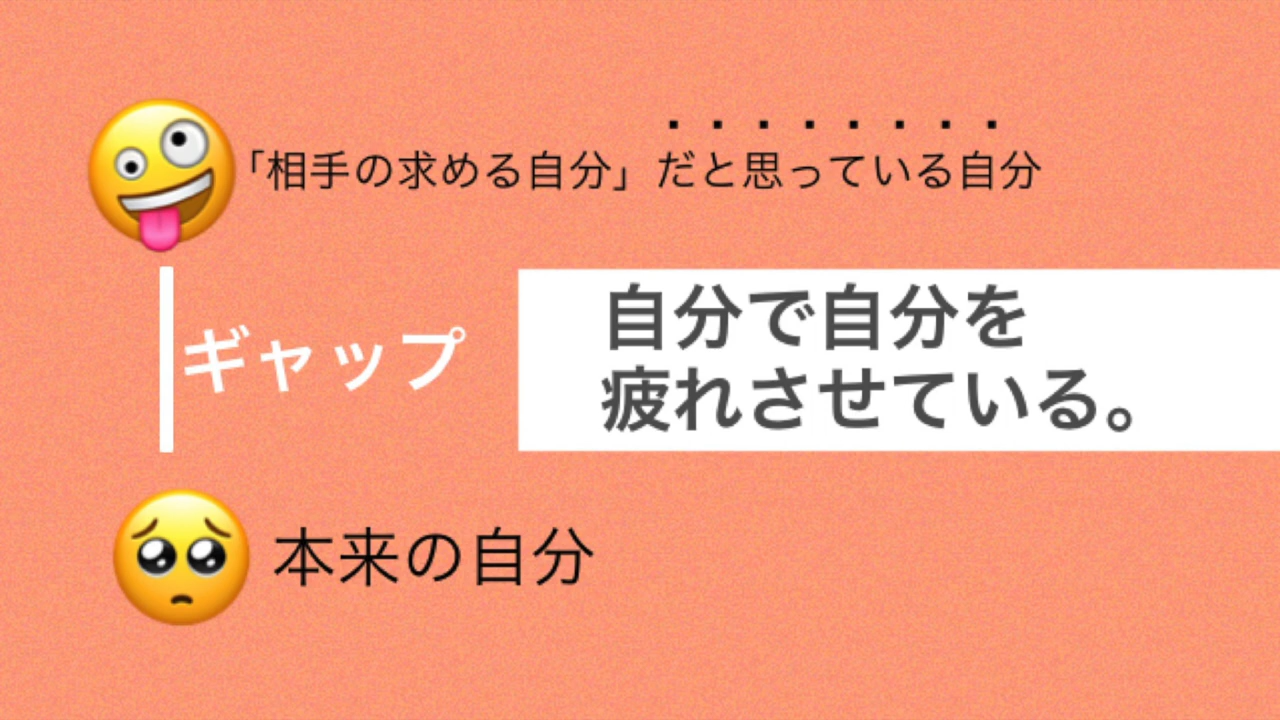 「相手の求める自分」だと思っている自分
ギャップ
自分で自分を
疲れさせている。
本来の自分